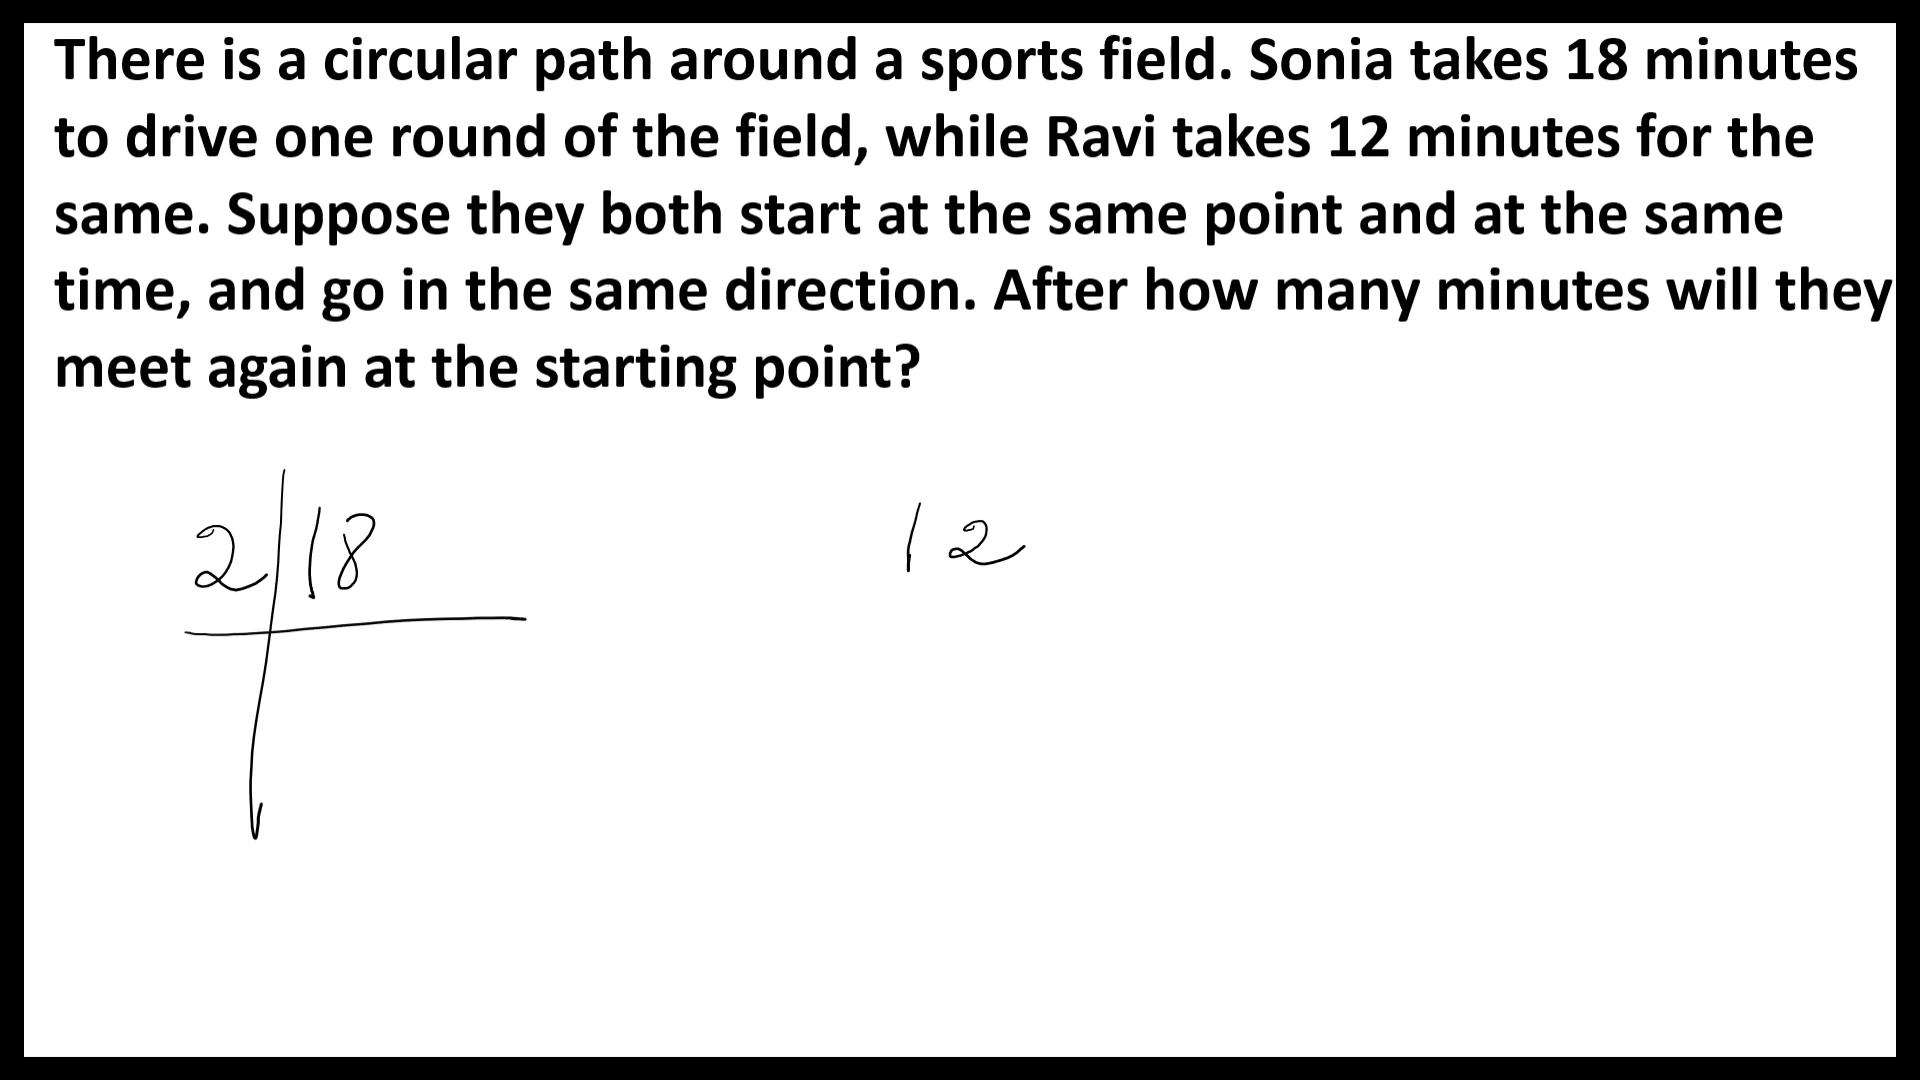 There is a circular path around a sports field. Sonia takes 18 minutes
to drive one round of the field, while Ravi takes 12 minutes for the
same. Suppose they both start at the same point and at the same
time, and go in the same direction. After how many minutes will they
meet again at the starting point?
2 18
12